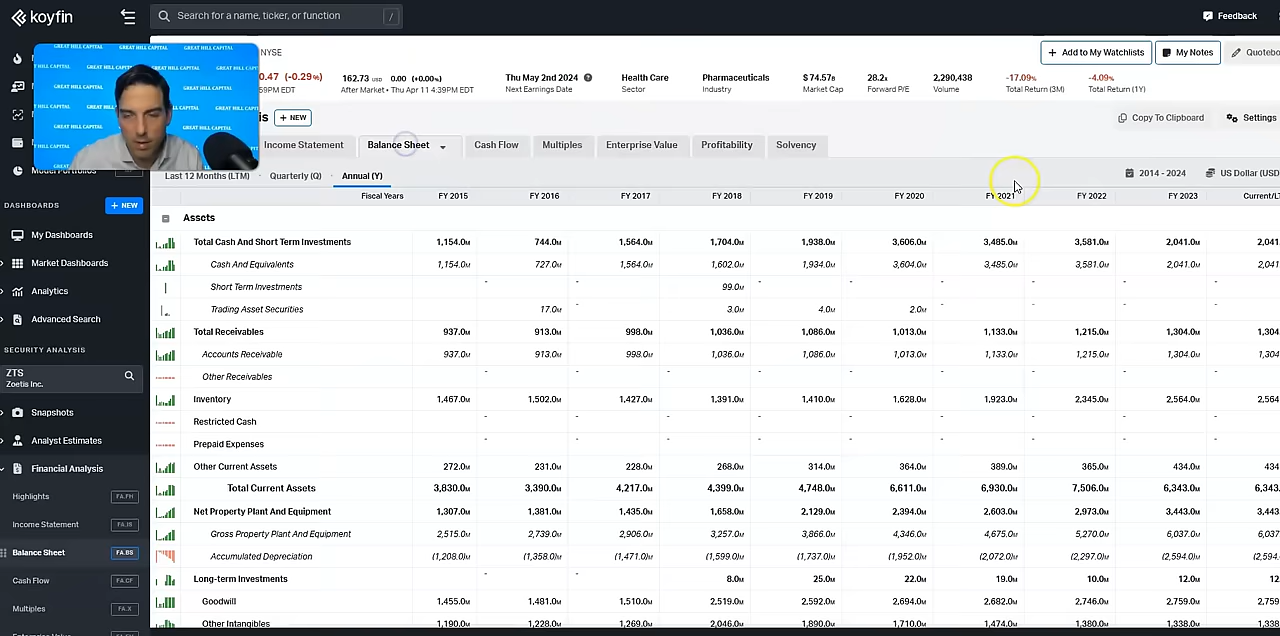 koyfin
Search for a name, ticker, or function
/
Feedback
NYSE
+ Add to My Watchlists
My Notes
0.47 (-0.29%)
162.73 USD 0.00 (+0.00%)
After Market • Thu Apr 11 4:39PM EDT
Thu May 2nd 2024
Next Earnings Date
Health Care
Sector
Pharmaceuticals
Industry
$74.57B
Market Cap
28.2x
Forward P/E
2,290,438
Volume
-17.09%
Total Return (3M)
-4.09%
Total Return (1Y)
GREAT HILL CAPITAL
is
+ NEW
Copy To Clipboard
Settings
Income Statement
Balance Sheet
Cash Flow
Multiples
Enterprise Value
Profitability
Solvency
Last 12 Months (LTM) Quarterly (Q) Annual (Y)
2014 - 2024
US Dollar (USD
Model Portfolios
DASHBOARDS
+ NEW
My Dashboards
Market Dashboards
Analytics
Advanced Search
SECURITY ANALYSIS
ZTS
Zoetis Inc.
Snapshots
Analyst Estimates
Financial Analysis
Highlights FA.FH
Income Statement FA.IS
Balance Sheet FA.BS
Cash Flow FA.CF
Multiples FA.X
Fiscal Years FY 2015 FY 2016 FY 2017 FY 2018 FY 2019 FY 2020 FY 2021 FY 2022 FY 2023 Current/LT
Assets
Total Cash And Short Term Investments 1,154.0M 744.0M 1,564.0M 1,704.0M 1,938.0M 3,606.0M 3,485.0M 3,581.0M 2,041.0M 2,041
Cash And Equivalents 1,154.0M 727.0M 1,564.0M 1,602.0M 1,934.0M 3,604.0M 3,485.0M 3,581.0M 2,041.0M 2,041.
Short Term Investments - - 99.0M - - - - - -
Trading Asset Securities 17.0M - 3.0M 4.0M 2.0M - - - -
Total Receivables 937.0M 913.0M 998.0M 1,036.0M 1,086.0M 1,013.0M 1,133.0M 1,215.0M 1,304.0M 1,304
Accounts Receivable 937.0M 913.0M 998.0M 1,036.0M 1,086.0M 1,013.0M 1,133.0M 1,215.0M 1,304.0M 1,304
Other Receivables - - - - - - - - -
Inventory 1,467.0M 1,502.0M 1,427.0M 1,391.0M 1,410.0M 1,628.0M 1,923.0M 2,345.0M 2,564.0M 2,564
Restricted Cash - - - - - - - - -
Prepaid Expenses - - - - - - - - -
Other Current Assets 272.0M 231.0M 228.0M 268.0M 314.0M 364.0M 389.0M 365.0M 434.0M 434.0
Total Current Assets 3,830.0M 3,390.0M 4,217.0M 4,399.0M 4,748.0M 6,611.0M 6,930.0M 7,506.0M 6,343.0M 6,343.
Net Property Plant And Equipment 1,307.0M 1,381.0M 1,435.0M 1,658.0M 2,129.0M 2,394.0M 2,603.0M 2,973.0M 3,443.0M 3,443.
Gross Property Plant And Equipment 2,515.0M 2,739.0M 2,906.0M 3,257.0M 3,866.0M 4,346.0M 4,675.0M 5,270.0M 6,037.0M 6,037
Accumulated Depreciation (1,208.0)M (1,358.0)M (1,471.0)M (1,599.0)M (1,737.0)M (1,952.0)M (2,072.0)M (2,297.0)M (2,594.0)M (2,594.
Long-term Investments - - 8.0M 25.0M 22.0M 19.0M 10.0M 12.0M 12.
Goodwill 1,455.0M 1,481.0M 1,510.0M 2,519.0M 2,592.0M 2,694.0M 2,682.0M 2,746.0M 2,759.0M 2,759
Other Intangibles 1,190.0M 1,228.0M 1,269.0M 2,046.0M 1,890.0M 1,710.0M 1,474.0M 1,380.0M 1,338.0M 1,338